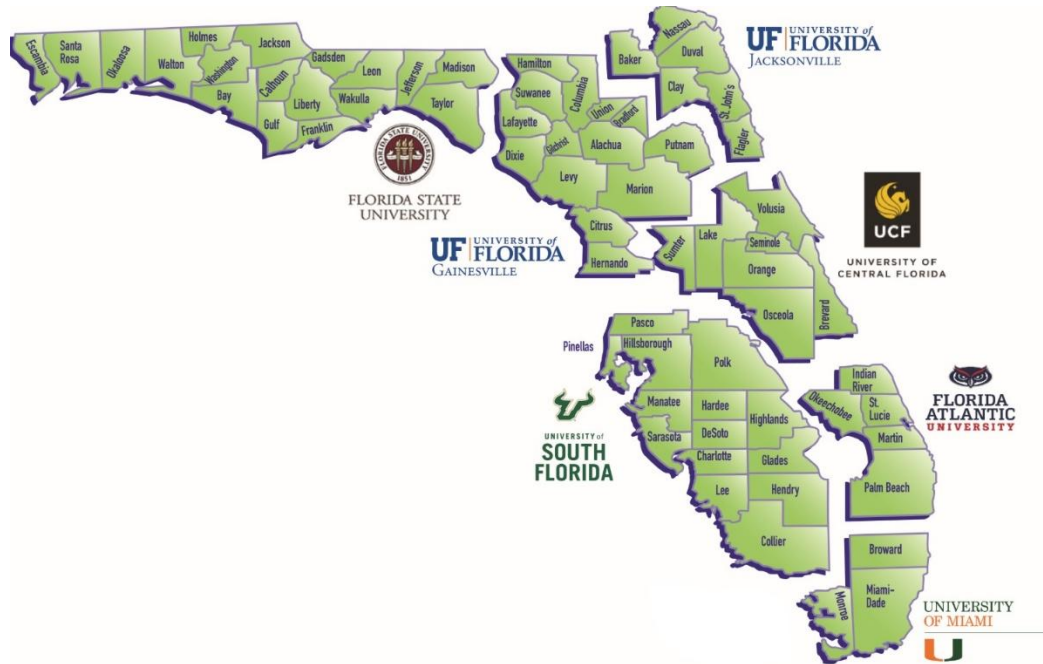 Escambia
Santa
Rosa
Okaloosa
Walton
Holmes
Washington
Bay
Jackson
Calhoun
Gulf
Gadsden
Liberty
Franklin
Leon
Wakulla
Jefferson
Madison
Taylor
FLORIDA STATE UNIVERSITY
1851
FLORIDA STATE
UNIVERSITY
Hamilton
Suwanee
Lafayette
Dixie
Columbia
Gilchrist
Union
Bradford
Alachua
Putnam
Levy
Marion
Citrus
Hernando
UF UNIVERSITY of
FLORIDA
GAINESVILLE
Baker
Nassau
Duval
Clay
St. John's
Flagler
UF UNIVERSITY of
FLORIDA
JACKSONVILLE
Volusia
Sumter
Lake
Seminole
Orange
Osceola
Brevard
UCF
UNIVERSITY OF
CENTRAL FLORIDA
Pasco
Pinellas
Hillsborough
Polk
Manatee
Hardee
Highlands
Sarasota
DeSoto
Charlotte
Glades
Lee
Hendry
Collier
UNIVERSITY of
SOUTH
FLORIDA
Indian
River
Okeechobee
St.
Lucie
Martin
Palm Beach
FLORIDA
ATLANTIC
UNIVERSITY
Broward
Miami-
Dade
Monroe
UNIVERSITY
OF MIAMI